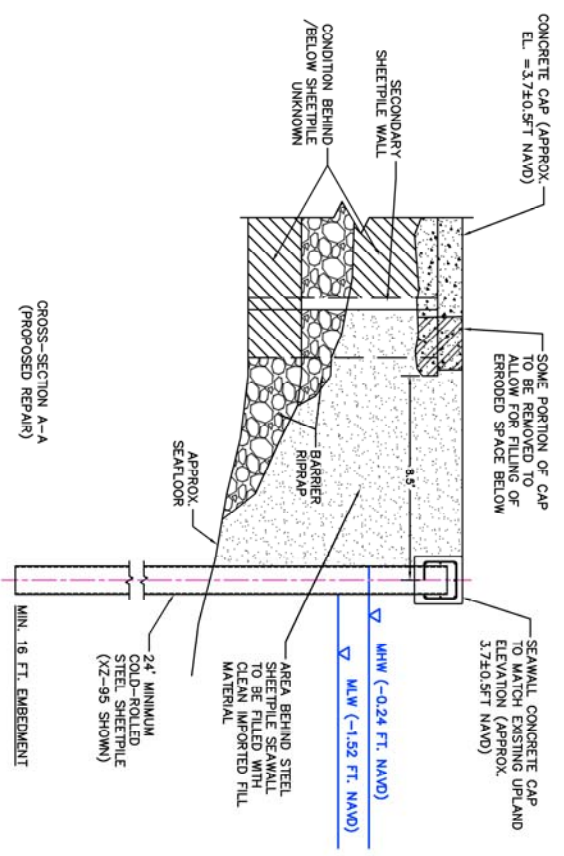 CONCRETE CAP (APPROX.
EL. =3.7±0.5FT NAVD)
SECONDARY
SHEETPILE WALL
CONDITION BEHIND
/BELOW SHEETPILE
UNKNOWN
SOME PORTION OF CAP
TO BE REMOVED TO
ALLOW FOR FILLING OF
ERRODED SPACE BELOW
SEAWALL CONCRETE CAP
TO MATCH EXISTING UPLAND
ELEVATION (APPROX.
3.7±0.5FT NAVD)
MHW (-0.24 FT. NAVD)
MLW (-1.52 FT. NAVD)
BARRIER
RIPRAP
APPROX.
SEAFLOOR
AREA BEHIND STEEL
SHEETPILE SEAWALL
TO BE FILLED WITH
CLEAN IMPORTED FILL
MATERIAL
24' MINIMUM
COLD-ROLLED
STEEL SHEETPILE
(XZ-95 SHOWN)
MIN. 16 FT. EMBEDMENT
CROSS-SECTION A-A
(PROPOSED REPAIR)